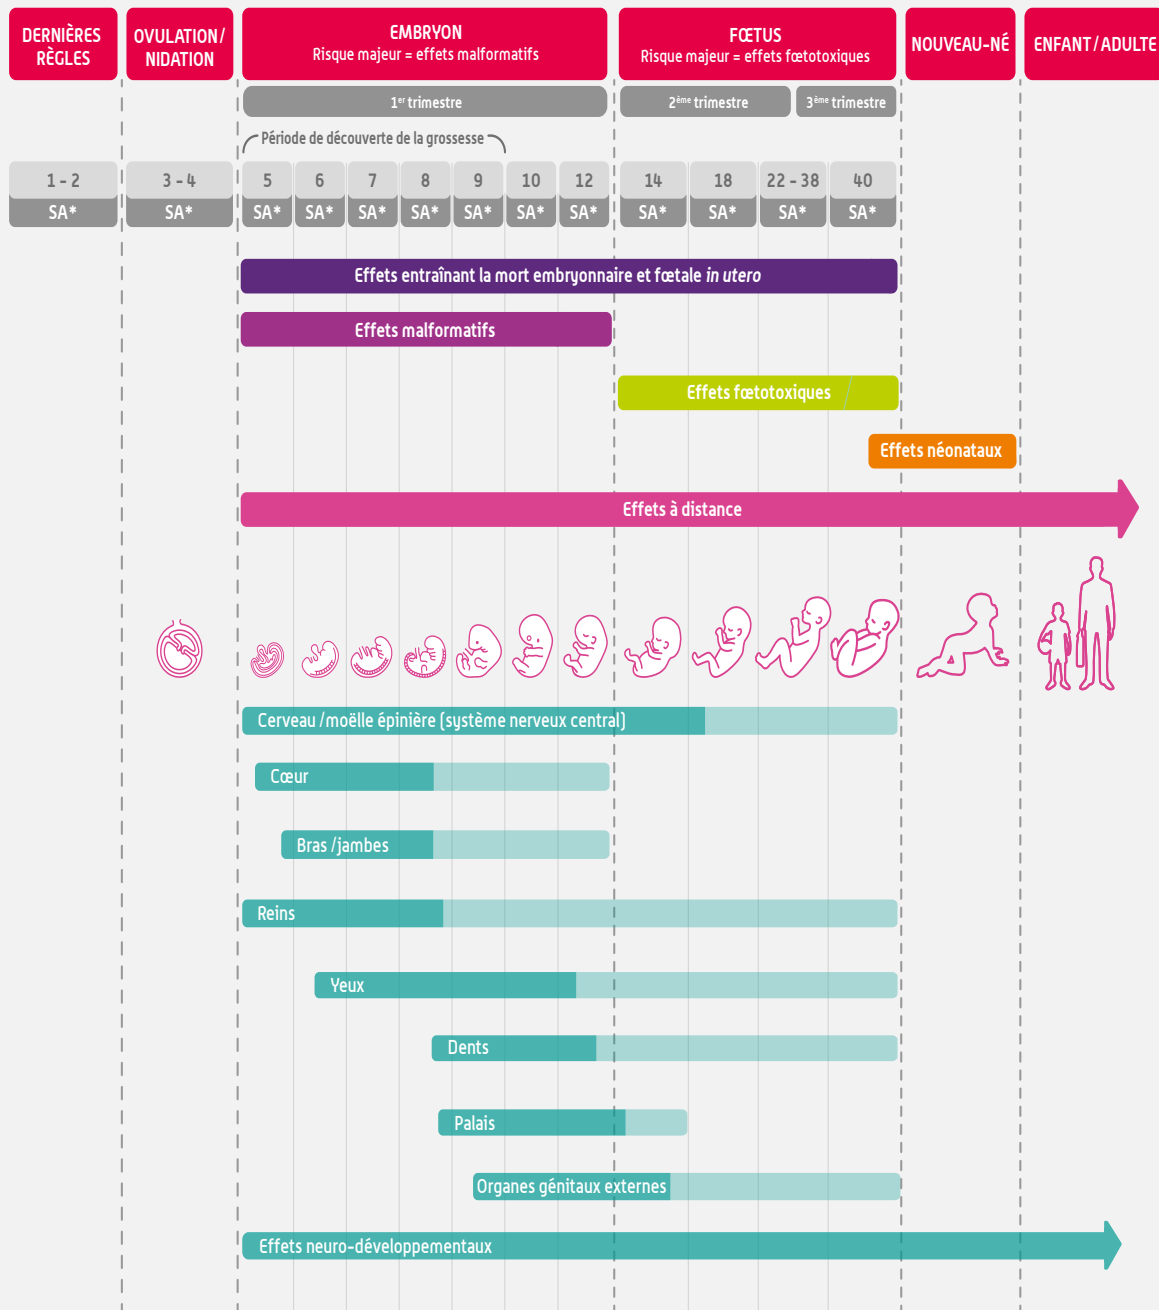 DERNIÈRES
RÈGLES
OVULATION/
NIDATION
EMBRYON
Risque majeur = effets malformatifs
FŒTUS
Risque majeur = effets fœtotoxiques
NOUVEAU-NÉ
ENFANT/ADULTE
1er trimestre
2ème trimestre
3ème trimestre
Période de découverte de la grossesse
1 - 2
3 - 4
5
6
7
8
9
10
12
14
18
22 - 38
40
SA*
SA*
SA*
SA*
SA*
SA*
SA*
SA*
SA*
SA*
SA*
SA*
SA*
Effets entraînant la mort embryonnaire et fœtale in utero
Effets malformatifs
Effets fœtotoxiques
Effets néonataux
Effets à distance
Cerveau /moëlle épinière (système nerveux central)
Cœur
Bras /jambes
Reins
Yeux
Dents
Palais
Organes génitaux externes
Effets neuro-développementaux